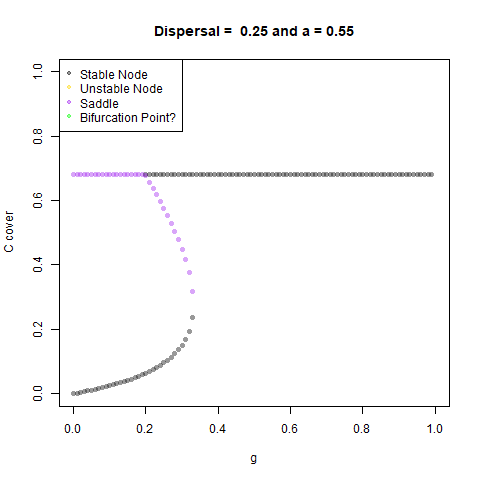 Dispersal =  0.25 and a = 0.55
Stable Node
Unstable Node
Saddle
Bifurcation Point?
C cover
1.0
0.8
0.6
0.4
0.2
0.0
0.0 0.2 0.4 0.6 0.8 1.0
g